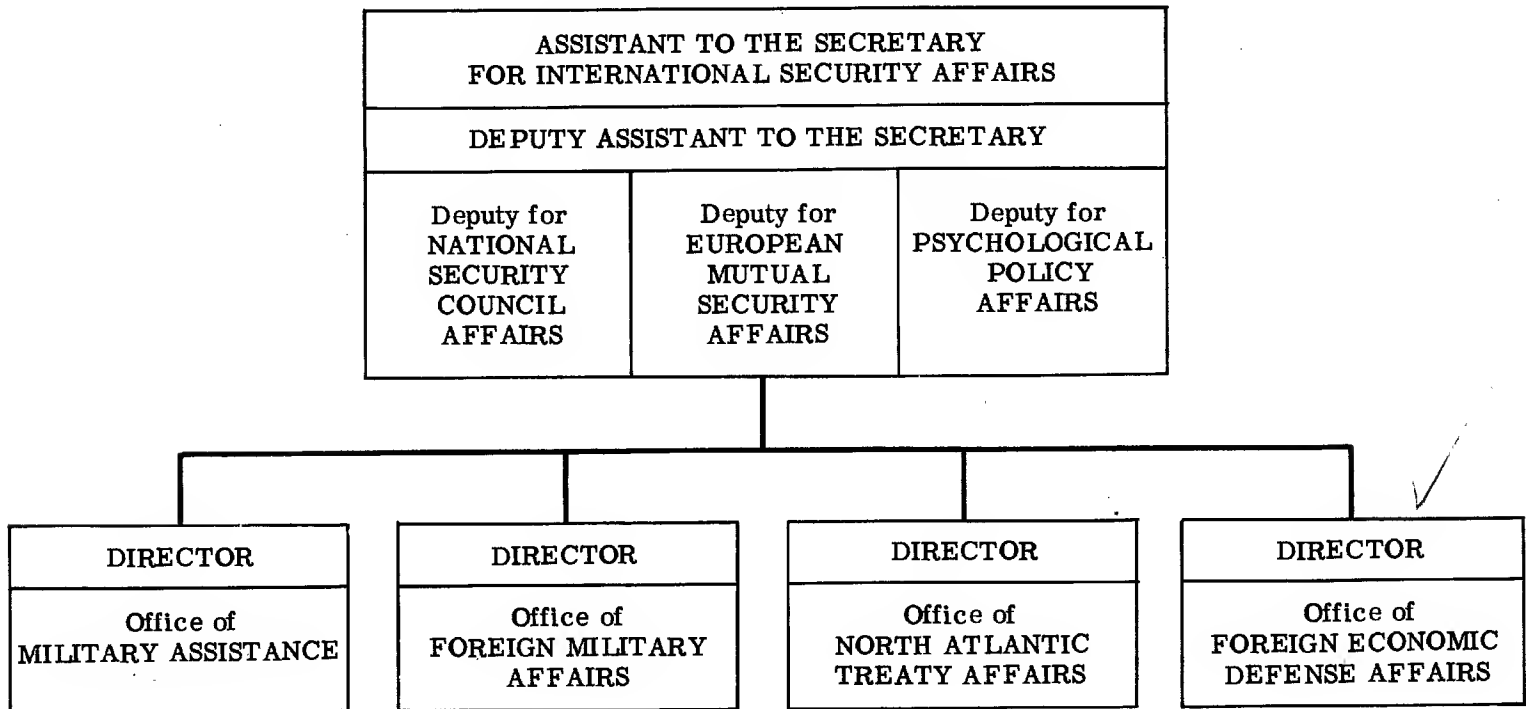 ASSISTANT TO THE SECRETARY
FOR INTERNATIONAL SECURITY AFFAIRS
DEPUTY ASSISTANT TO THE SECRETARY
Deputy for
NATIONAL
SECURITY
COUNCIL
AFFAIRS
Deputy for
EUROPEAN
MUTUAL
SECURITY
AFFAIRS
Deputy for
PSYCHOLOGICAL
POLICY
AFFAIRS
DIRECTOR
Office of
MILITARY ASSISTANCE
DIRECTOR
Office of
FOREIGN MILITARY
AFFAIRS
DIRECTOR
Office of
NORTH ATLANTIC
TREATY AFFAIRS
DIRECTOR
Office of
FOREIGN ECONOMIC
DEFENSE AFFAIRS